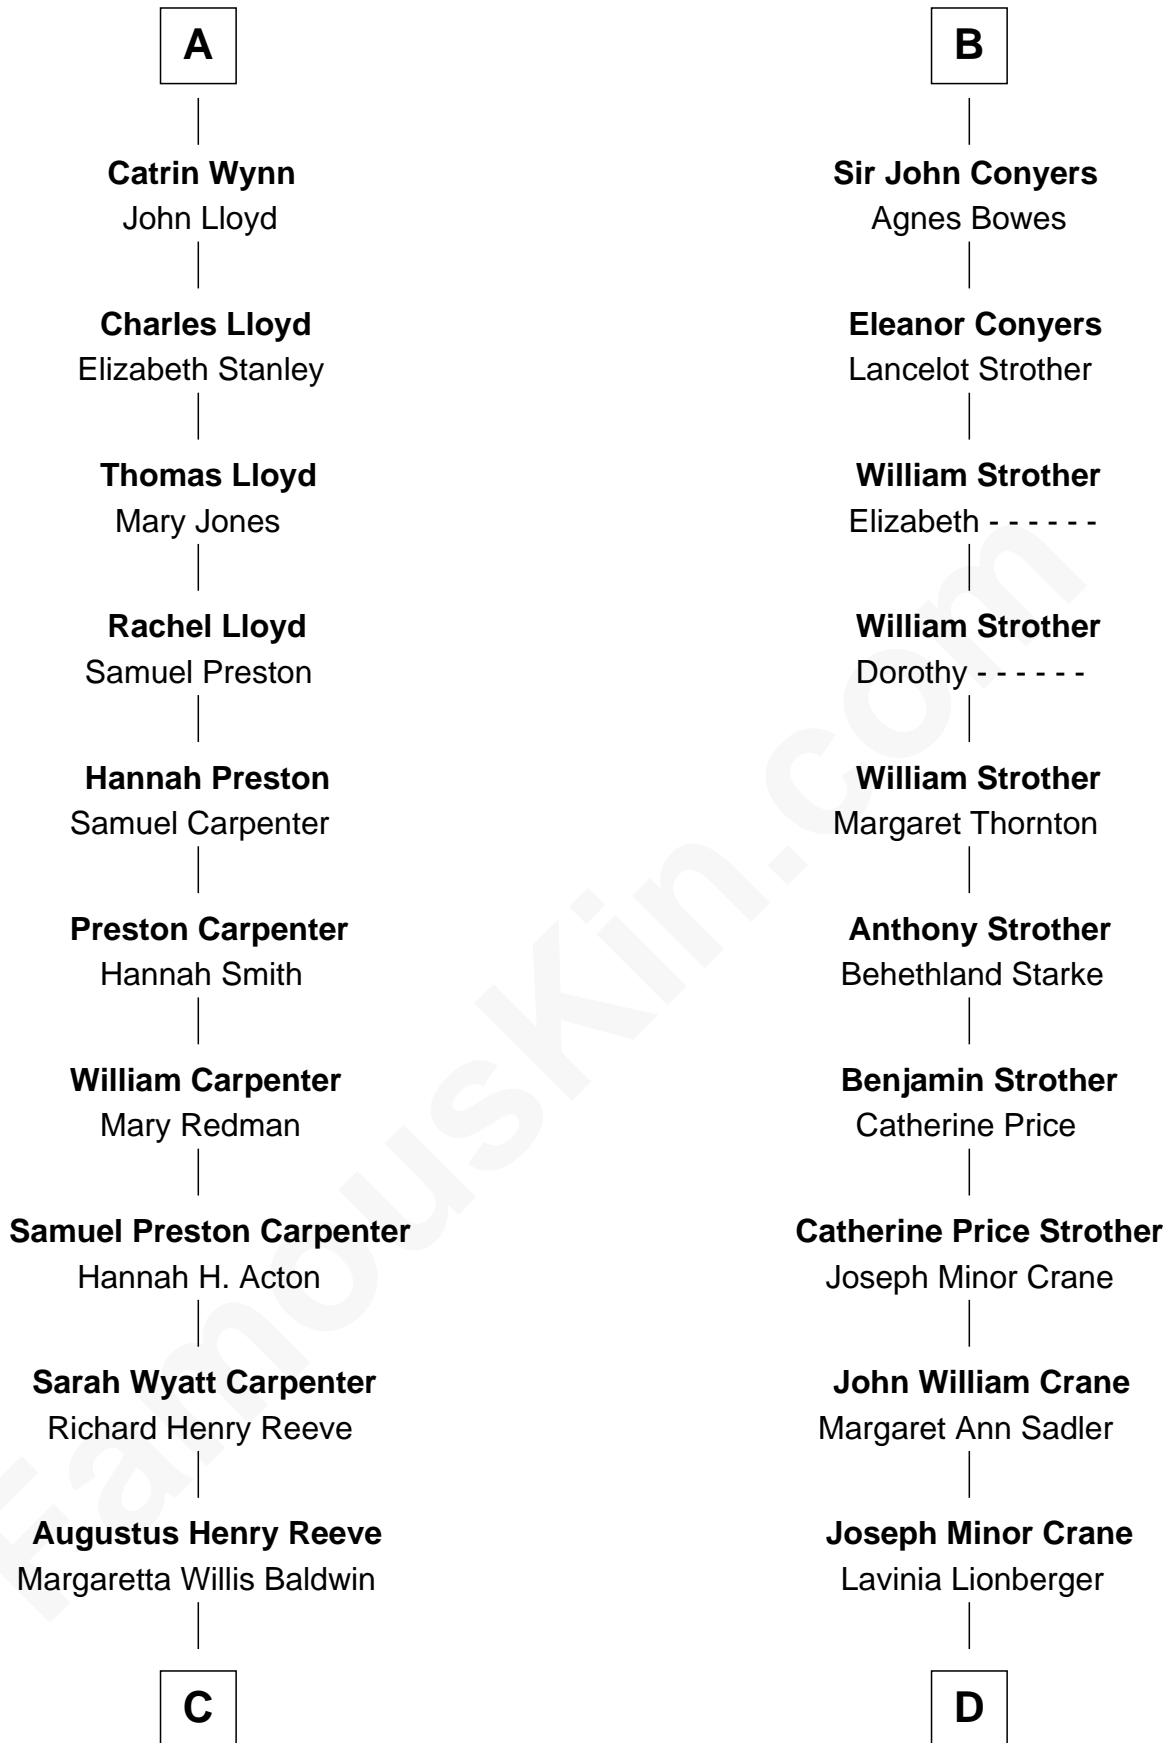 A
Catrin Wynn
John Lloyd
Charles Lloyd
Elizabeth Stanley
Thomas Lloyd
Mary Jones
Rachel Lloyd
Samuel Preston
Hannah Preston
Samuel Carpenter
Preston Carpenter
Hannah Smith
William Carpenter
Mary Redman
Samuel Preston Carpenter
Hannah H. Acton
Sarah Wyatt Carpenter
Richard Henry Reeve
Augustus Henry Reeve
Margaretta Willis Baldwin
C
B
Sir John Conyers
Agnes Bowes
Eleanor Conyers
Lancelot Strother
William Strother
Elizabeth - - - - - -
William Strother
Dorothy - - - - - -
William Strother
Margaret Thornton
Anthony Strother
Behethland Starke
Benjamin Strother
Catherine Price
Catherine Price Strother
Joseph Minor Crane
John William Crane
Margaret Ann Sadler
Joseph Minor Crane
Lavinia Lionberger
D
FamousKin.com